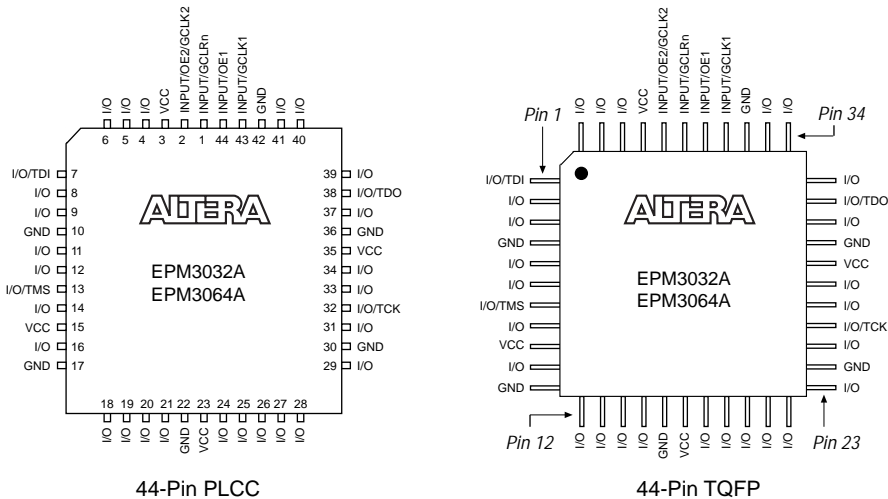 I/O
I/O
I/O
VCC
INPUT/OE2/GCLK2
INPUT/GCLRn
INPUT/OE1
INPUT/GCLK1
GND
I/O
I/O
6 5 4 3 2 1 44 43 42 41 40
I/O/TDI 7
I/O 8
I/O 9
GND 10
I/O 11
I/O 12
I/O/TMS 13
I/O 14
VCC 15
I/O 16
GND 17
ALTERA
EPM3032A
EPM3064A
39 I/O
38 I/O/TDO
37 I/O
36 GND
35 VCC
34 I/O
33 I/O
32 I/O/TCK
31 I/O
30 GND
29 I/O
18 19 20 21 22 23 24 25 26 27 28
I/O
I/O
I/O
I/O
GND
VCC
I/O
I/O
I/O
I/O
I/O
44-Pin PLCC
Pin 1
I/O
I/O
I/O
VCC
INPUT/OE2/GCLK2
INPUT/GCLRn
INPUT/OE1
INPUT/GCLK1
GND
I/O
I/O
Pin 34
I/O/TDI
I/O
I/O
GND
I/O
I/O
I/O/TMS
I/O
VCC
I/O
GND
ALTERA
EPM3032A
EPM3064A
I/O
I/O/TDO
I/O
GND
VCC
I/O
I/O
I/O/TCK
I/O
GND
I/O
Pin 12
I/O
I/O
I/O
I/O
GND
VCC
I/O
I/O
I/O
I/O
I/O
Pin 23
44-Pin TQFP